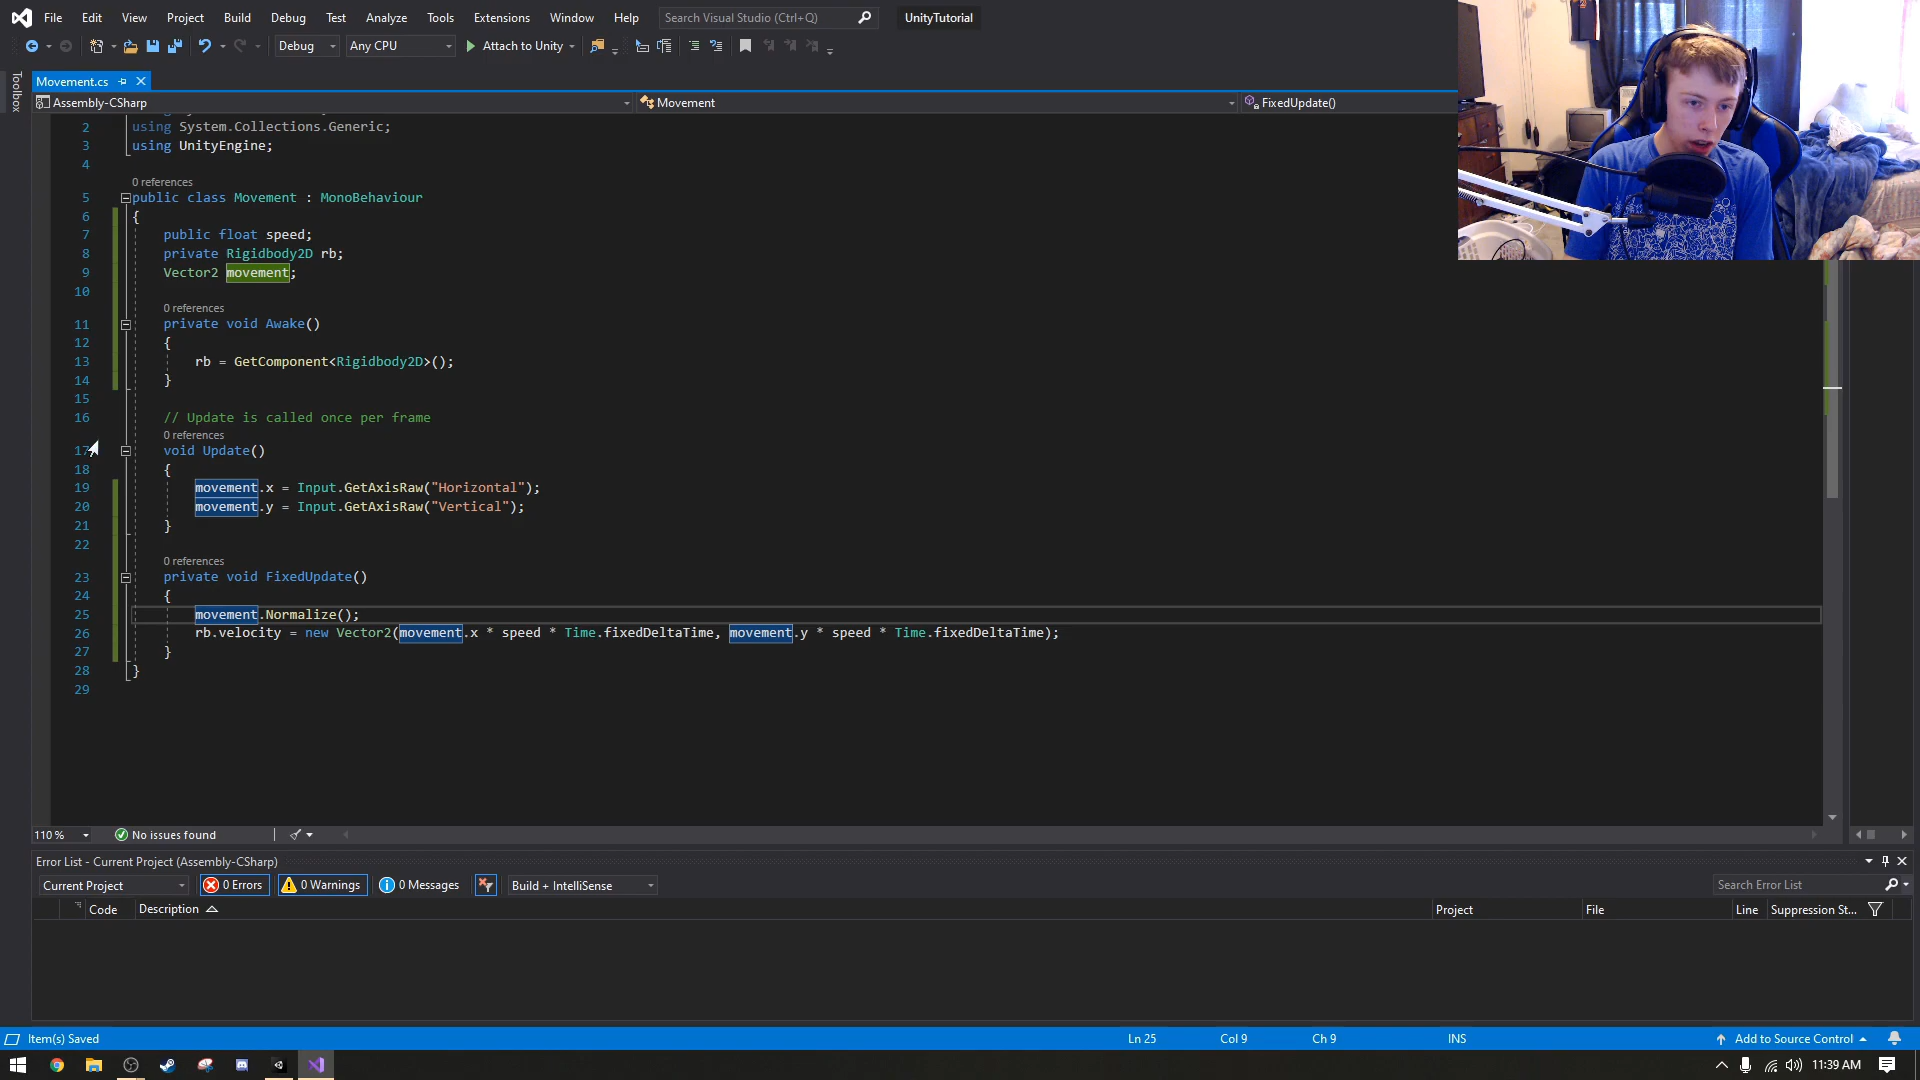 File Edit View Project Build Debug Test Analyze Tools Extensions Window Help Search Visual Studio (Ctrl+Q) UnityTutorial
Debug Any CPU Attach to Unity
Toolbox
Movement.cs
Assembly-CSharp Movement FixedUpdate()
2 using System.Collections.Generic;
3 using UnityEngine;
4
0 references
5 public class Movement : MonoBehaviour
6 {
7 public float speed;
8 private Rigidbody2D rb;
9 Vector2 movement;
10
0 references
11 private void Awake()
12 {
13 rb = GetComponent<Rigidbody2D>();
14 }
15
16 // Update is called once per frame
0 references
17 void Update()
18 {
19 movement.x = Input.GetAxisRaw("Horizontal");
20 movement.y = Input.GetAxisRaw("Vertical");
21 }
22
0 references
23 private void FixedUpdate()
24 {
25 movement.Normalize();
26 rb.velocity = new Vector2(movement.x * speed * Time.fixedDeltaTime, movement.y * speed * Time.fixedDeltaTime);
27 }
28 }
29
110 % No issues found
Error List - Current Project (Assembly-CSharp)
Current Project 0 Errors 0 Warnings 0 Messages Build + IntelliSense Search Error List
Code Description Project File Line Suppression St...
Item(s) Saved Ln 25 Col 9 Ch 9 INS Add to Source Control
11:39 AM